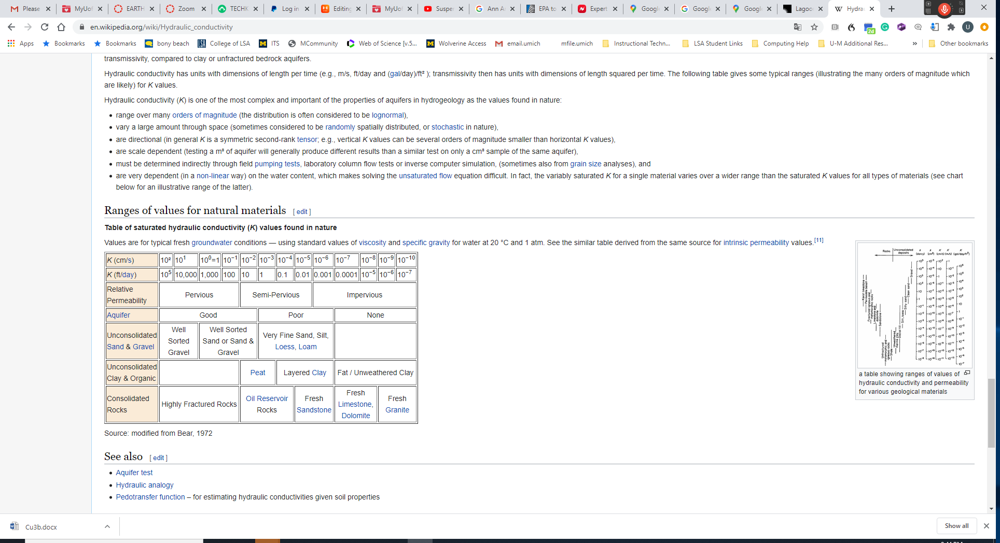 Please
MyUof
EARTH
Zoom
TECHK
Log in
Editing
MyUof
Susper
Ann A
EPA to
Expert
Google
Google
Google
Lagoo
Hydra
en.wikipedia.org/wiki/Hydraulic_conductivity
2d
U
Apps
Bookmarks
Bookmarks
bony beach
LSA
College of LSA
M
ITS
MCommunity
Web of Science [v.5...
M
Wolverine Access
email.umich
mfile.umich
Instructional Techn...
LSA Student Links
Computing Help
U-M Additional Res...
»
Other bookmarks
transmissivity, compared to clay or unfractured bedrock aquifers.
Hydraulic conductivity has units with dimensions of length per time (e.g., m/s, ft/day and (gal/day)/ft² ); transmissivity then has units with dimensions of length squared per time. The following table gives some typical ranges (illustrating the many orders of magnitude which
are likely) for K values.
Hydraulic conductivity (K) is one of the most complex and important of the properties of aquifers in hydrogeology as the values found in nature:
• range over many orders of magnitude (the distribution is often considered to be lognormal),
• vary a large amount through space (sometimes considered to be randomly spatially distributed, or stochastic in nature),
• are directional (in general K is a symmetric second-rank tensor; e.g., vertical K values can be several orders of magnitude smaller than horizontal K values),
• are scale dependent (testing a m³ of aquifer will generally produce different results than a similar test on only a cm³ sample of the same aquifer),
• must be determined indirectly through field pumping tests, laboratory column flow tests or inverse computer simulation, (sometimes also from grain size analyses), and
• are very dependent (in a non-linear way) on the water content, which makes solving the unsaturated flow equation difficult. In fact, the variably saturated K for a single material varies over a wider range than the saturated K values for all types of materials (see chart
below for an illustrative range of the latter).
Ranges of values for natural materials [ edit ]
Table of saturated hydraulic conductivity (K) values found in nature
Values are for typical fresh groundwater conditions — using standard values of viscosity and specific gravity for water at 20 °C and 1 atm. See the similar table derived from the same source for intrinsic permeability values.[11]
K (cm/s) 10² 10¹ 10⁰=1 10⁻¹ 10⁻² 10⁻³ 10⁻⁴ 10⁻⁵ 10⁻⁶ 10⁻⁷ 10⁻⁸ 10⁻⁹ 10⁻¹⁰
K (ft/day) 10⁵ 10,000 1,000 100 10 1 0.1 0.01 0.001 0.0001 10⁻⁵ 10⁻⁶ 10⁻⁷
Relative
Permeability
Pervious
Semi-Pervious
Impervious
Aquifer Good Poor None
Unconsolidated
Sand & Gravel
Well
Sorted
Gravel
Well Sorted
Sand or Sand &
Gravel
Very Fine Sand, Silt,
Loess, Loam
Unconsolidated
Clay & Organic
Peat
Layered Clay
Fat / Unweathered Clay
Consolidated
Rocks
Highly Fractured Rocks
Oil Reservoir
Rocks
Fresh
Sandstone
Fresh
Limestone,
Dolomite
Fresh
Granite
Source: modified from Bear, 1972
Rocks
Unconsolidated
deposits
a table showing ranges of values of
hydraulic conductivity and permeability
for various geological materials
See also [ edit ]
• Aquifer test
• Hydraulic analogy
• Pedotransfer function – for estimating hydraulic conductivities given soil properties
Cu3b.docx
Show all